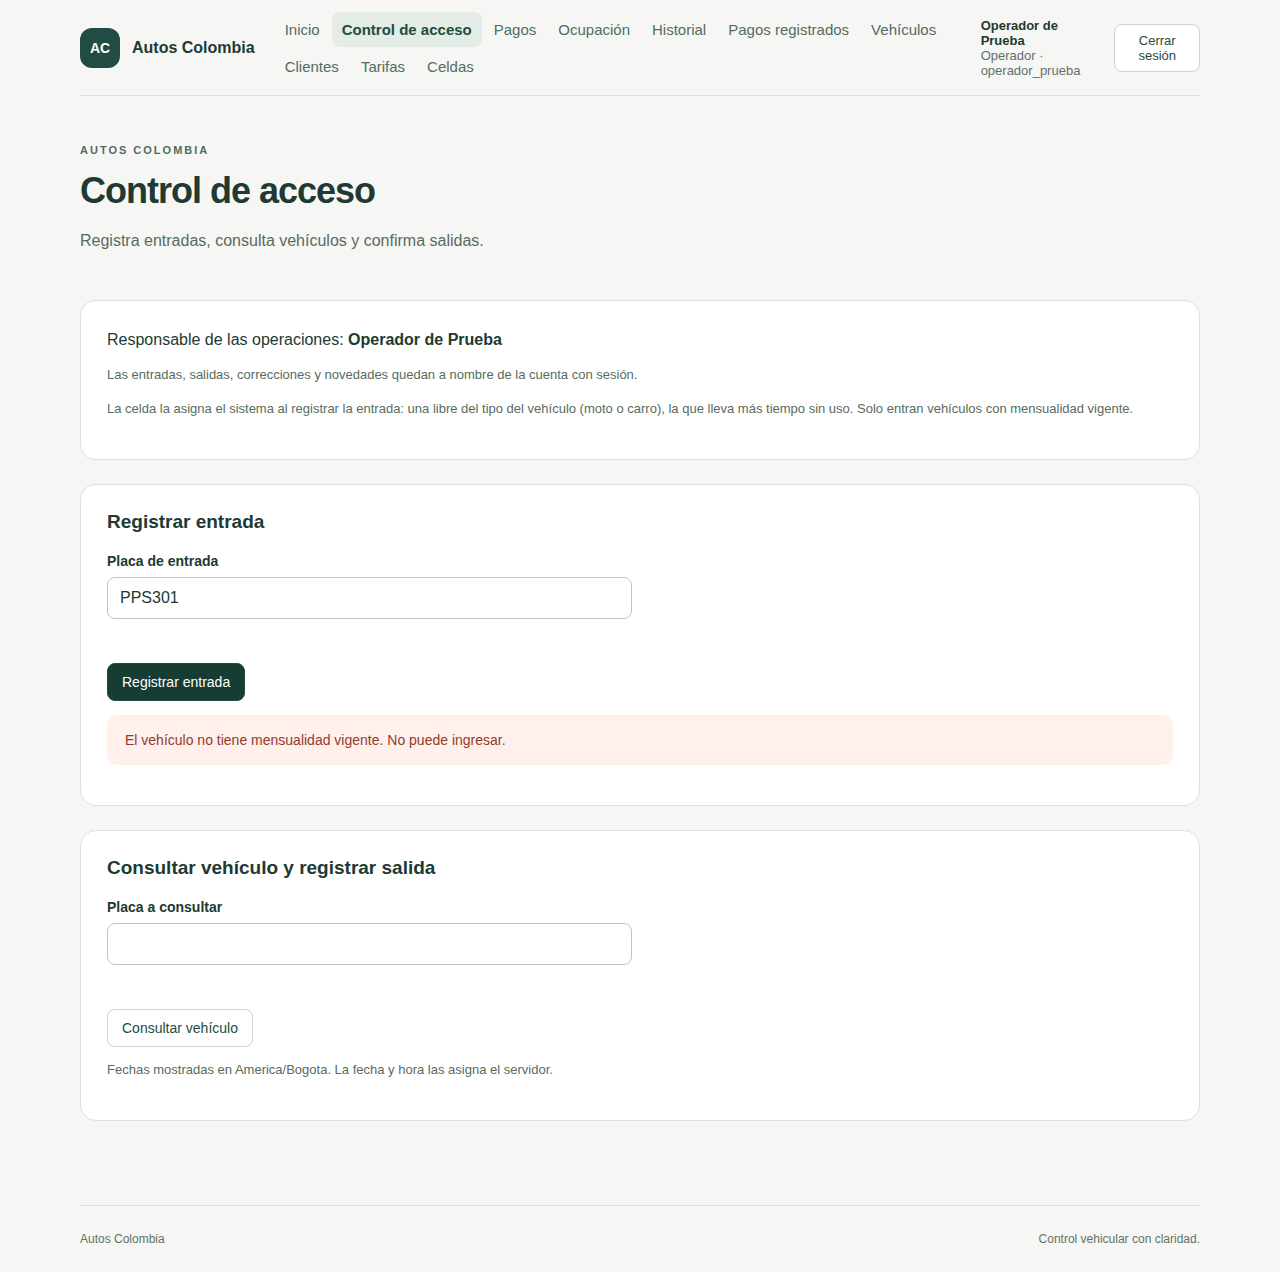 AC
Autos Colombia
Inicio
Control de acceso
Pagos
Ocupación
Historial
Pagos registrados
Vehículos
Clientes
Tarifas
Celdas
Operador de
Prueba
Operador ·
operador_prueba
Cerrar
sesión
AUTOS COLOMBIA
Control de acceso
Registra entradas, consulta vehículos y confirma salidas.
Responsable de las operaciones: Operador de Prueba
Las entradas, salidas, correcciones y novedades quedan a nombre de la cuenta con sesión.
La celda la asigna el sistema al registrar la entrada: una libre del tipo del vehículo (moto o carro), la que lleva más tiempo sin uso. Solo entran vehículos con mensualidad vigente.
Registrar entrada
Placa de entrada
PPS301
Registrar entrada
El vehículo no tiene mensualidad vigente. No puede ingresar.
Consultar vehículo y registrar salida
Placa a consultar
Consultar vehículo
Fechas mostradas en America/Bogota. La fecha y hora las asigna el servidor.
Autos Colombia
Control vehicular con claridad.